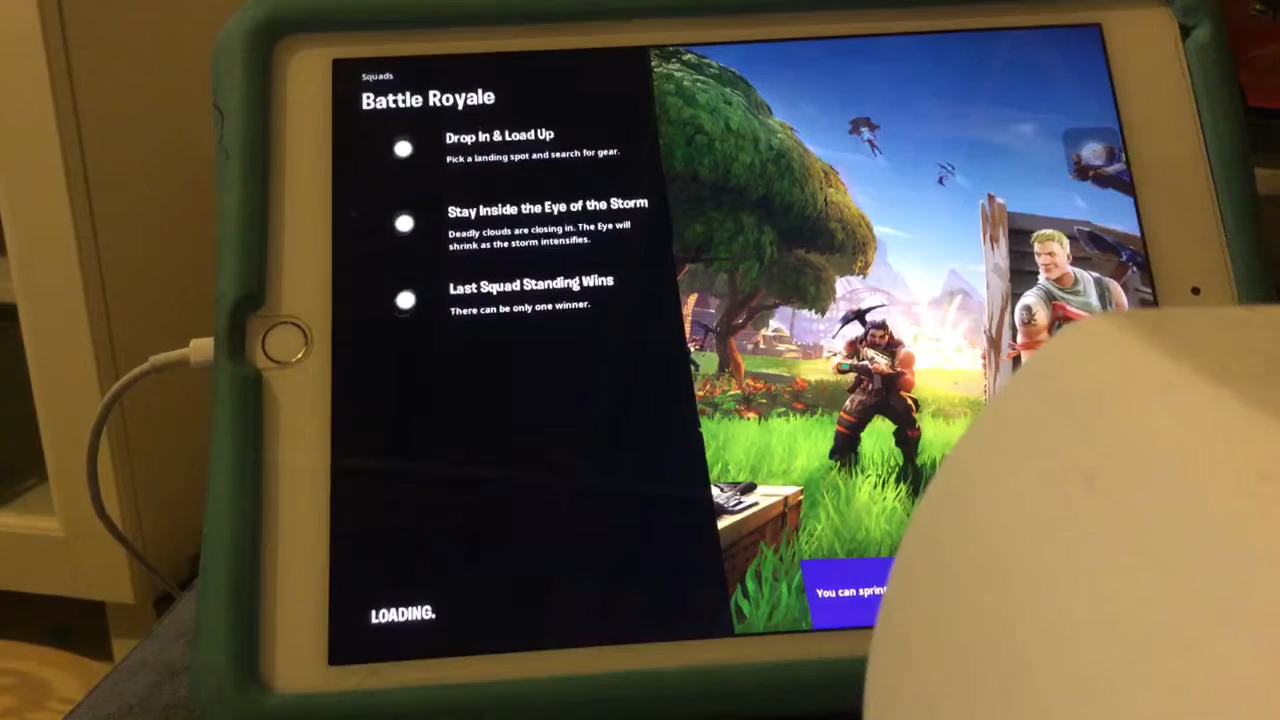 Squads
Battle Royale
Drop In & Load Up
Pick a landing spot and search for gear.
Stay Inside the Eye of the Storm
Deadly clouds are closing in. The Eye will
shrink as the storm intensifies.
Last Squad Standing Wins
There can be only one winner.
LOADING.
You can